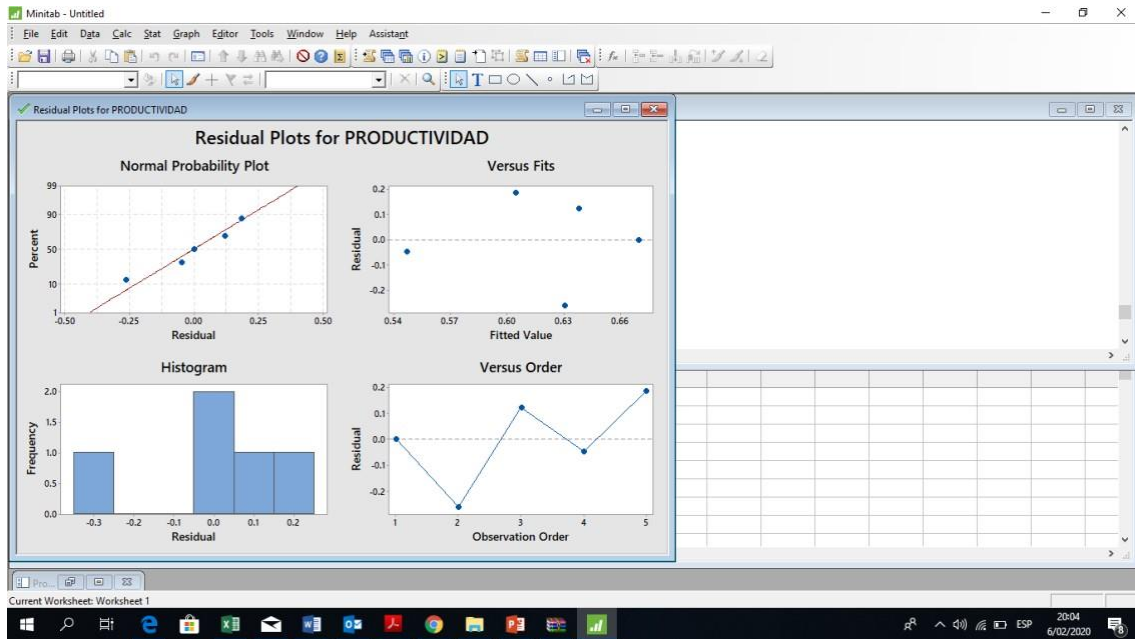 Minitab - Untitled
File Edit Data Calc Stat Graph Editor Tools Window Help Assistant
Residual Plots for PRODUCTIVIDAD
Residual Plots for PRODUCTIVIDAD
Normal Probability Plot
99
90
50
10
1
Percent
-0.50 -0.25 0.00 0.25 0.50
Residual
Versus Fits
0.2
0.1
0.0
-0.1
-0.2
Residual
0.54 0.57 0.60 0.63 0.66
Fitted Value
Histogram
2.0
1.5
1.0
0.5
0.0
Frequency
-0.3 -0.2 -0.1 0.0 0.1 0.2
Residual
Versus Order
0.2
0.1
0.0
-0.1
-0.2
Residual
1 2 3 4 5
Observation Order
Pro...
Current Worksheet: Worksheet 1
ESP
20:04
6/02/2020
8